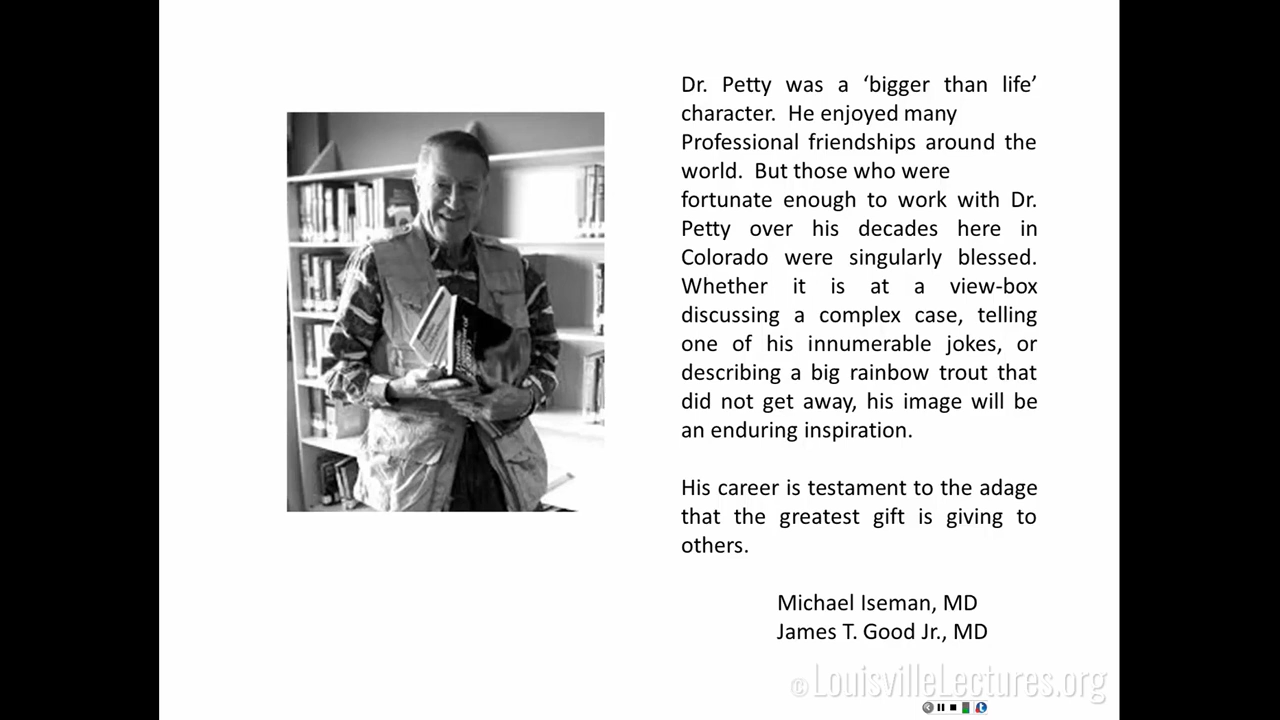 Dr. Petty was a ‘bigger than life’
character.  He enjoyed many
Professional friendships around the
world.  But those who were
fortunate enough to work with Dr.
Petty over his decades here in
Colorado were singularly blessed.
Whether it is at a view-box
discussing a complex case, telling
one of his innumerable jokes, or
describing a big rainbow trout that
did not get away, his image will be
an enduring inspiration.
His career is testament to the adage
that the greatest gift is giving to
others.
Michael Iseman, MD
James T. Good Jr., MD
©LouisvilleLectures.org